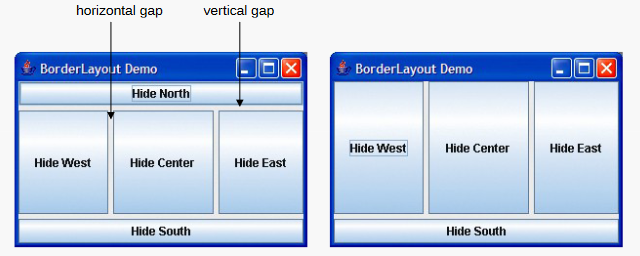 horizontal gap
vertical gap
BorderLayout Demo
Hide North
Hide West
Hide Center
Hide East
Hide South
BorderLayout Demo
Hide West
Hide Center
Hide East
Hide South